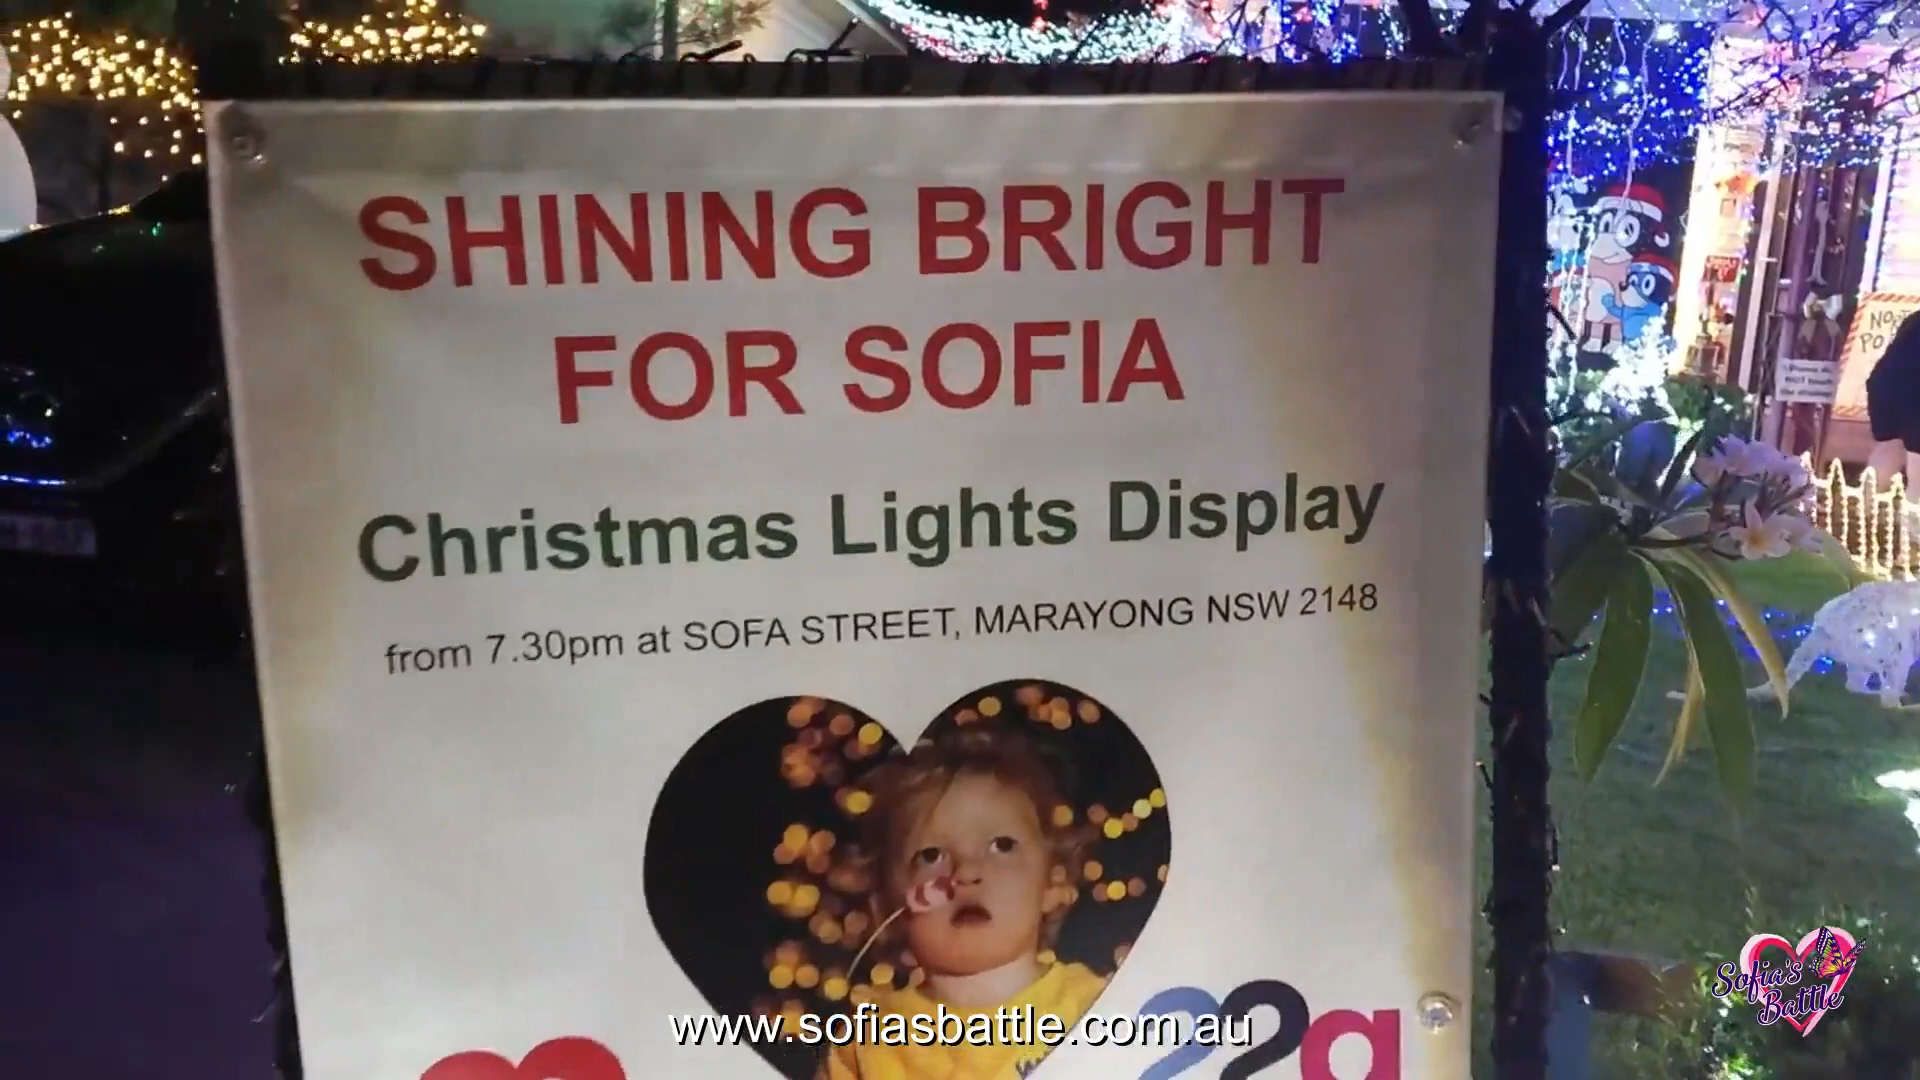 SHINING BRIGHT
FOR SOFIA
Christmas Lights Display
from 7.30pm at SOFA STREET, MARAYONG NSW 2148
www.sofiasbattle.com.au
22q
Sofia's
Battle